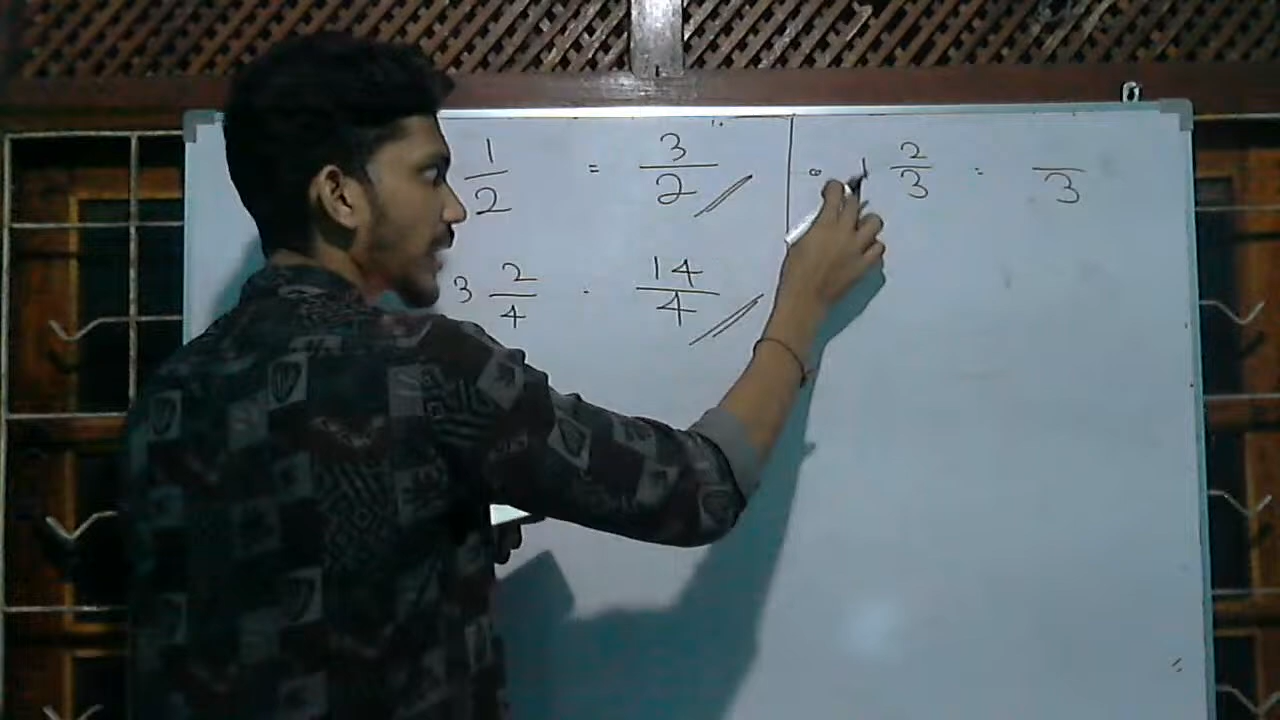 1/2 = 3/2
3 2/4 = 14/4
1 2/3 = /3